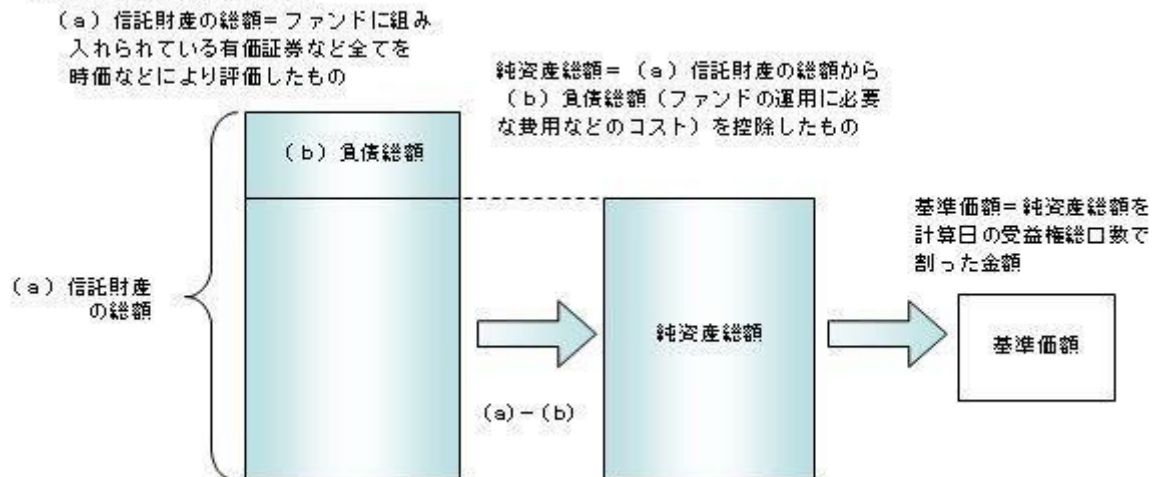 (a)信託財産の総額=ファンドに組み
入れられている有価証券など全てを
時価などにより評価したもの
純資産総額=(a)信託財産の総額から
(b)負債総額(ファンドの運用に必要
な費用などのコスト)を控除したもの
(b)負債総額
基準価額=純資産総額を
計算日の受益権総口数で
割った金額
(a)信託財産
の総額
純資産総額
基準価額
(a)-(b)